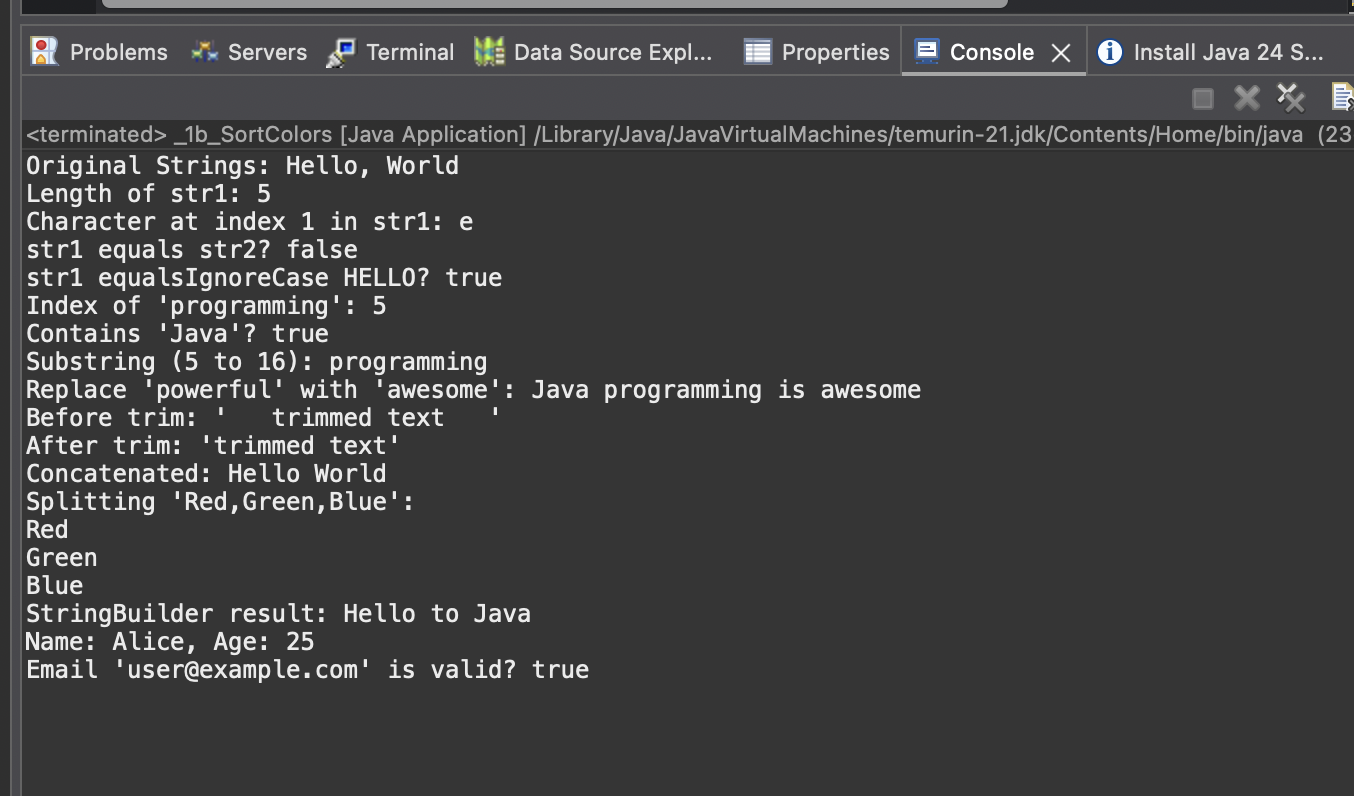 Problems Servers Terminal Data Source Expl... Properties Console Install Java 24 S...
<terminated> _1b_SortColors [Java Application] /Library/Java/JavaVirtualMachines/temurin-21.jdk/Contents/Home/bin/java (23
Original Strings: Hello, World
Length of str1: 5
Character at index 1 in str1: e
str1 equals str2? false
str1 equalsIgnoreCase HELLO? true
Index of 'programming': 5
Contains 'Java'? true
Substring (5 to 16): programming
Replace 'powerful' with 'awesome': Java programming is awesome
Before trim: '   trimmed text   '
After trim: 'trimmed text'
Concatenated: Hello World
Splitting 'Red,Green,Blue':
Red
Green
Blue
StringBuilder result: Hello to Java
Name: Alice, Age: 25
Email 'user@example.com' is valid? true